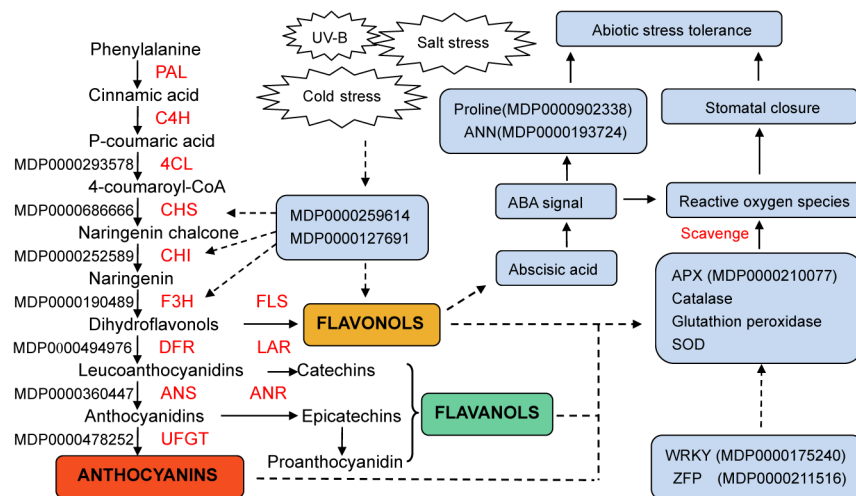 Phenylalanine
PAL
Cinnamic acid
C4H
P-coumaric acid
MDP0000293578 4CL
4-coumaroyl-CoA
MDP0000686666 CHS
Naringenin chalcone
MDP0000252589 CHI
Naringenin
MDP0000190489 F3H FLS
Dihydroflavonols
FLAVONOLS
MDP0000494976 DFR LAR
Leucoanthocyanidins
Catechins
MDP0000360447 ANS ANR
Anthocyanidins
Epicatechins
FLAVANOLS
MDP0000478252 UFGT
Proanthocyanidin
ANTHOCYANINS
UV-B
Salt stress
Cold stress
MDP0000259614
MDP0000127691
Abiotic stress tolerance
Proline(MDP0000902338)
ANN(MDP0000193724)
Stomatal closure
ABA signal
Reactive oxygen species
Scavenge
Abscisic acid
APX (MDP0000210077)
Catalase
Glutathion peroxidase
SOD
WRKY (MDP0000175240)
ZFP (MDP0000211516)